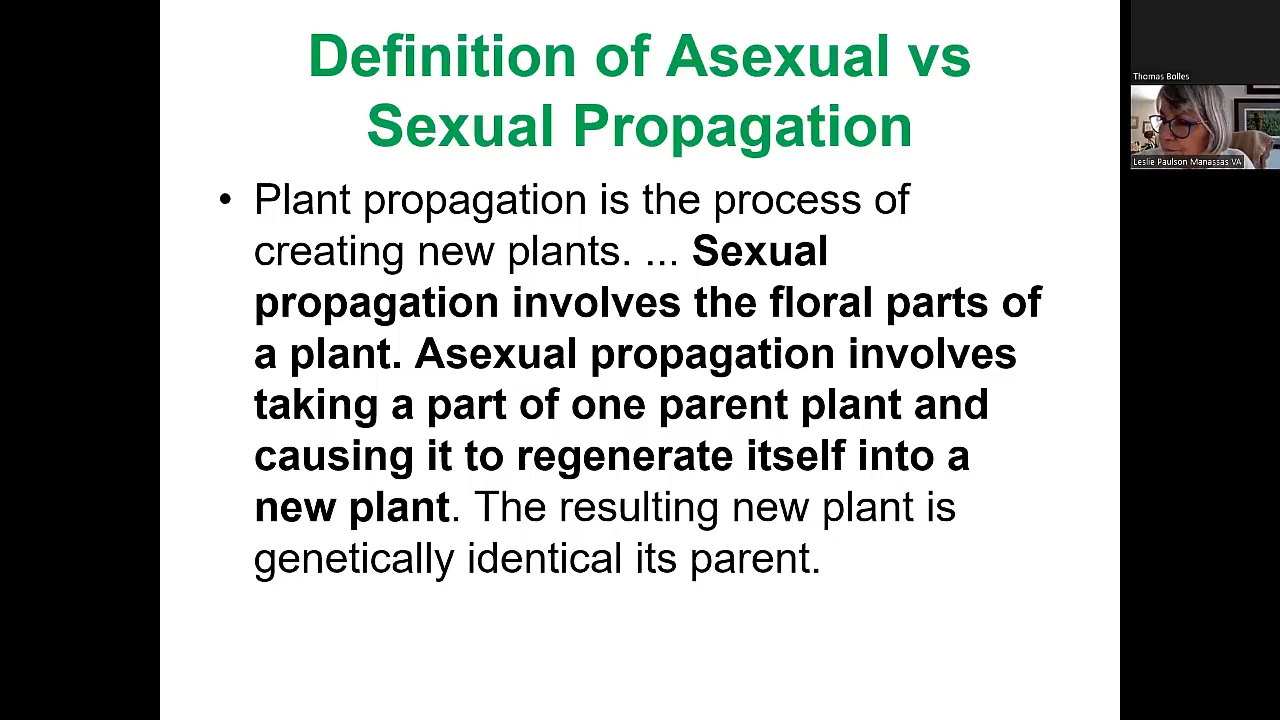 Definition of Asexual vs
Sexual Propagation
• Plant propagation is the process of
creating new plants. ... Sexual
propagation involves the floral parts of
a plant. Asexual propagation involves
taking a part of one parent plant and
causing it to regenerate itself into a
new plant. The resulting new plant is
genetically identical its parent.
Thomas Bolles
Leslie Paulson Manassas VA